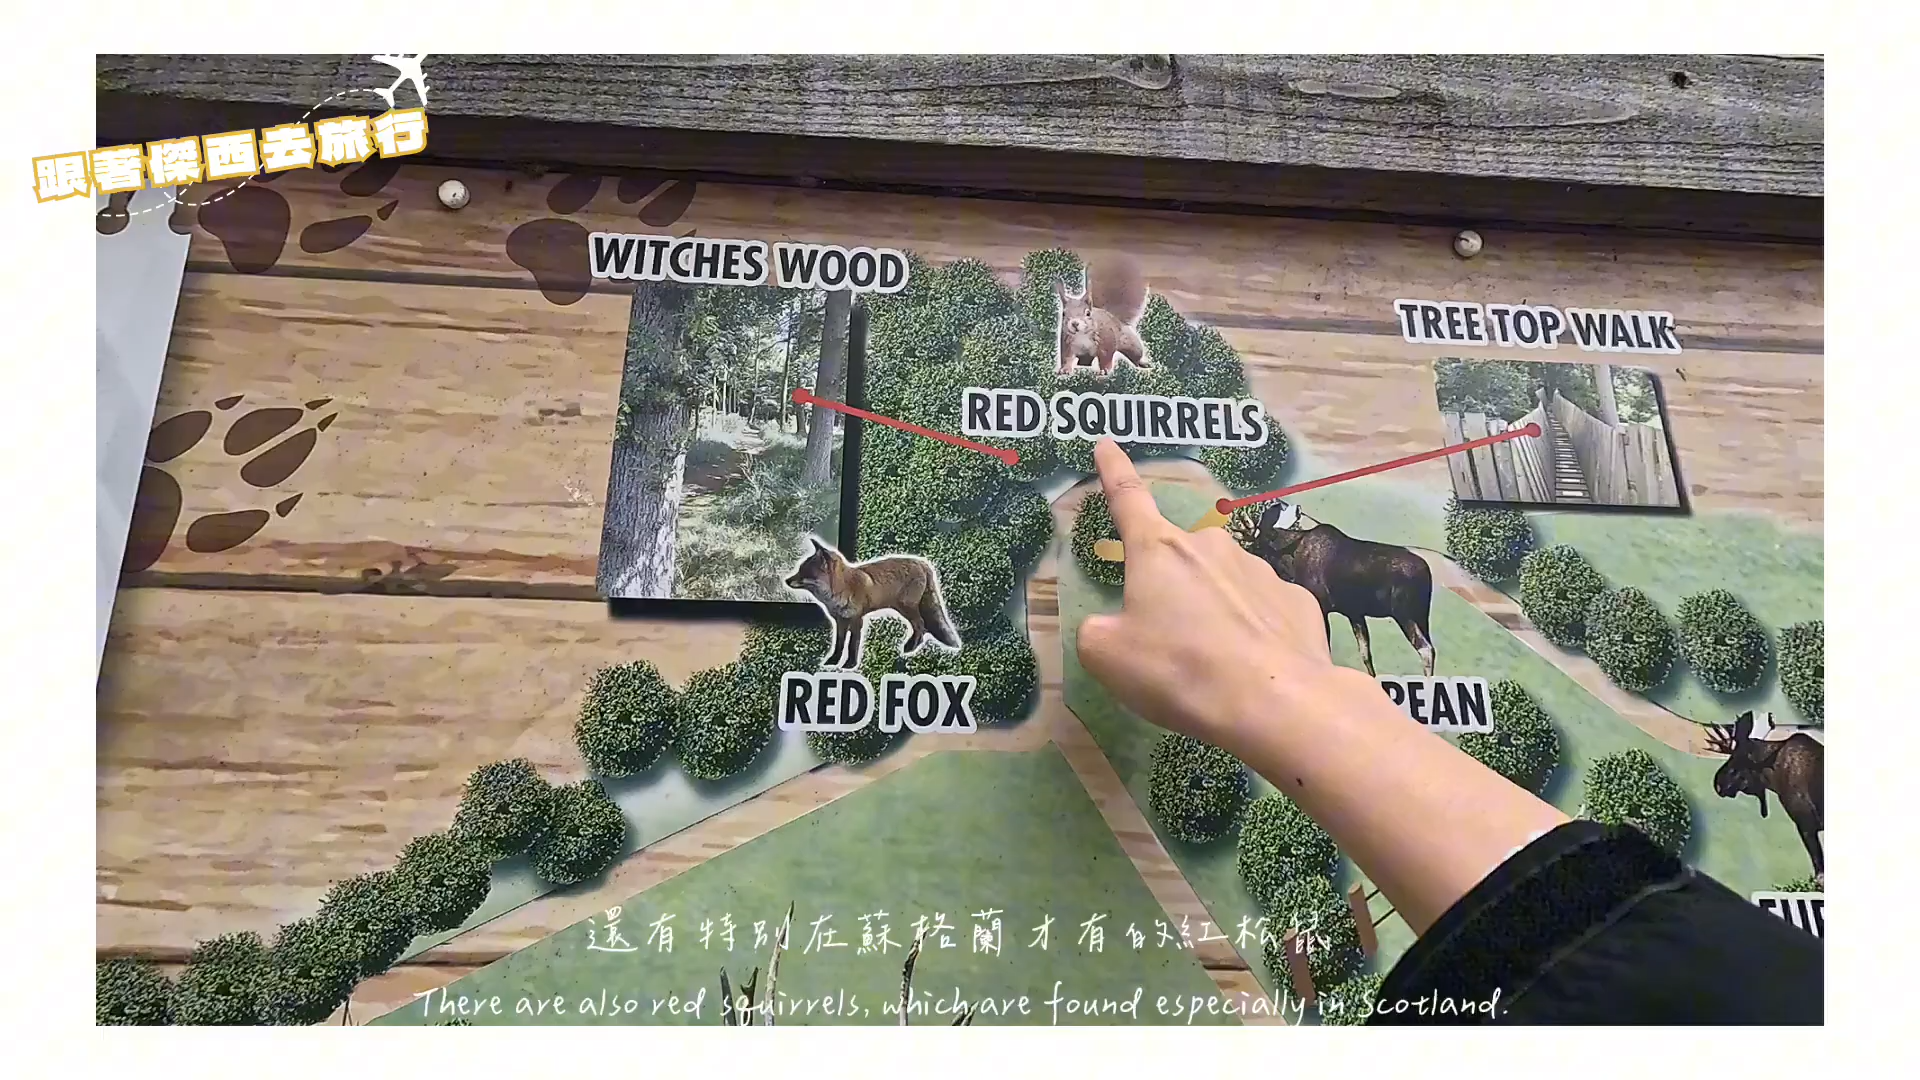 跟著傑西去旅行
WITCHES WOOD
TREE TOP WALK
RED SQUIRRELS
RED FOX
還有特別在蘇格蘭才有的紅松鼠
There are also red squirrels, which are found especially in Scotland.